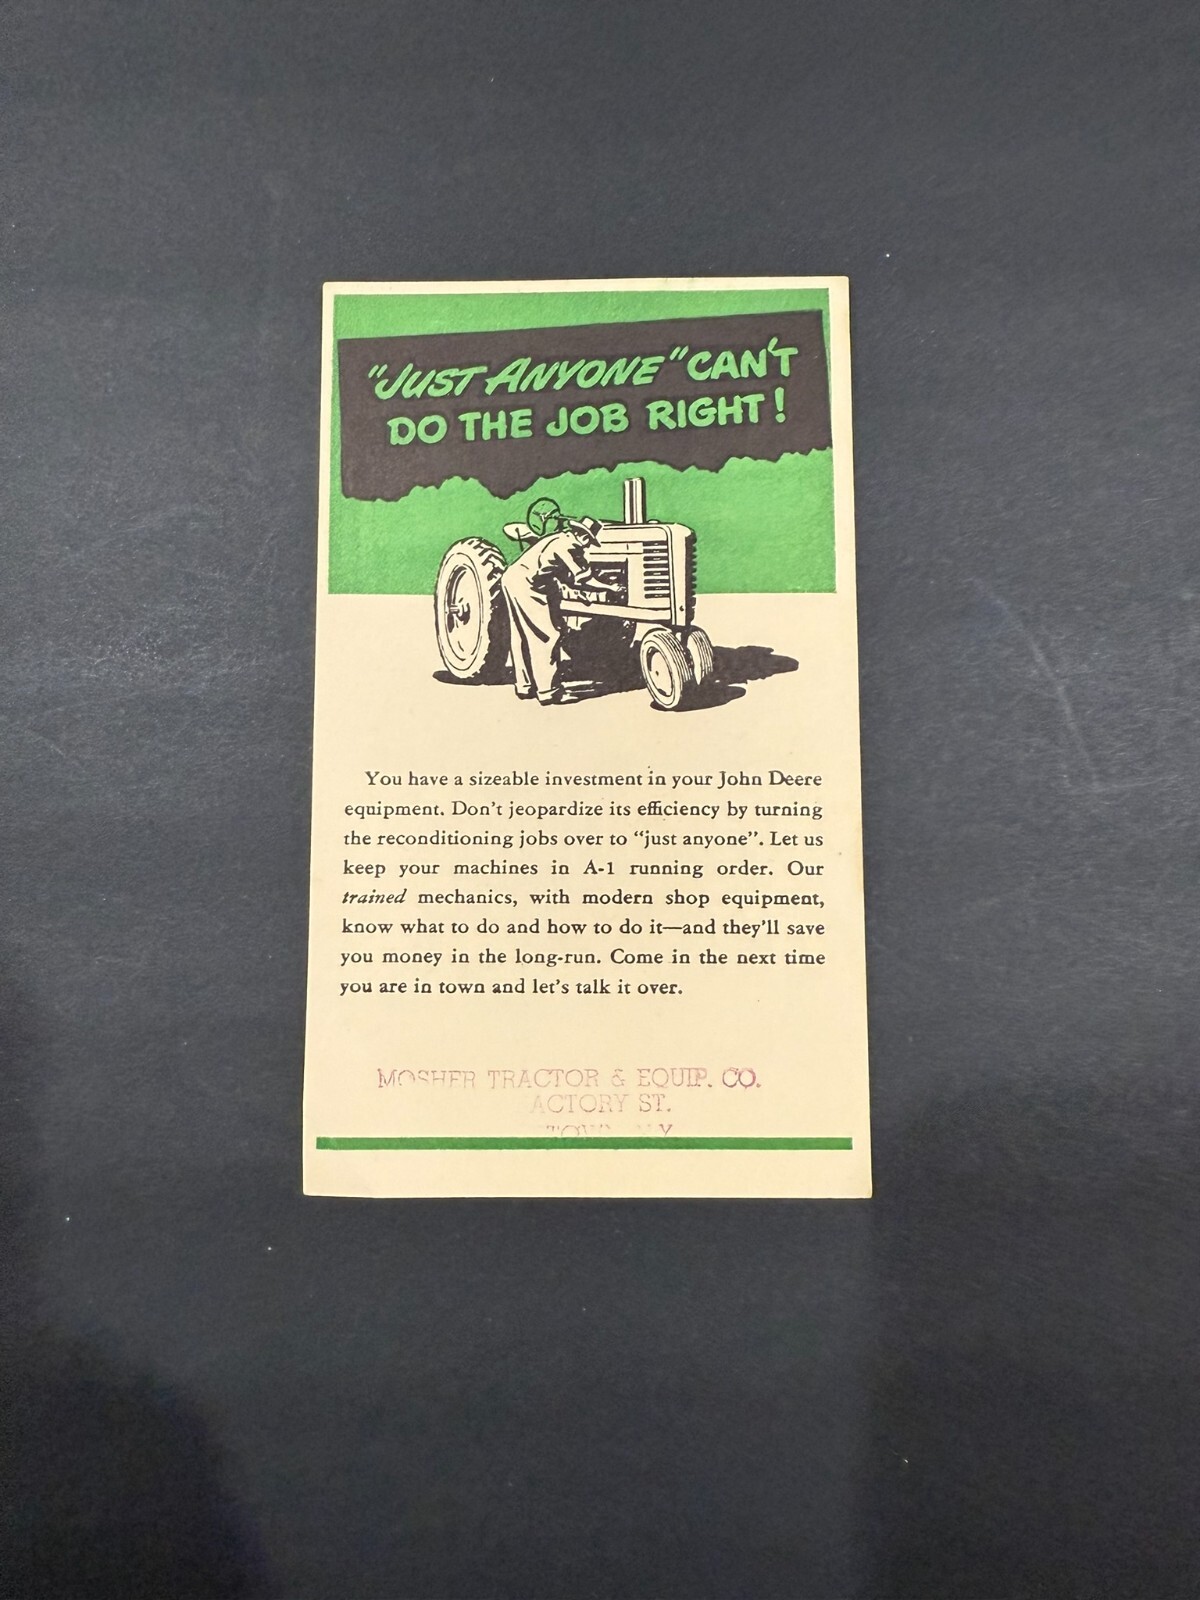 "JUST ANYONE" CAN'T
DO THE JOB RIGHT!
You have a sizeable investment in your John Deere
equipment. Don't jeopardize its efficiency by turning
the reconditioning jobs over to "just anyone". Let us
keep your machines in A-1 running order. Our
trained mechanics, with modern shop equipment,
know what to do and how to do it—and they'll save
you money in the long-run. Come in the next time
you are in town and let's talk it over.
MOSHER TRACTOR & EQUIP. CO.
ACTORY ST.